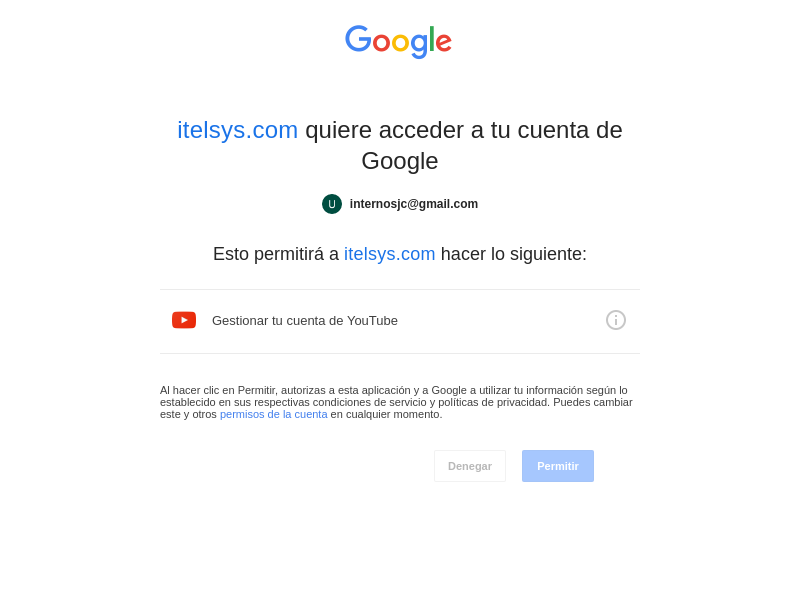 Google
itelsys.com quiere acceder a tu cuenta de
Google
U internosjc@gmail.com
Esto permitirá a itelsys.com hacer lo siguiente:
Gestionar tu cuenta de YouTube
Al hacer clic en Permitir, autorizas a esta aplicación y a Google a utilizar tu información según lo
establecido en sus respectivas condiciones de servicio y políticas de privacidad. Puedes cambiar
este y otros permisos de la cuenta en cualquier momento.
Denegar Permitir